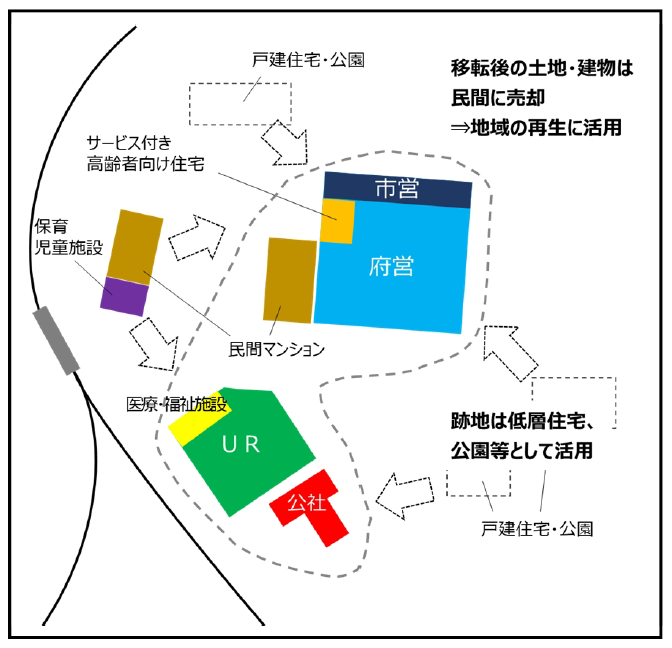 戸建住宅・公園
移転後の土地・建物は
民間に売却
⇒地域の再生に活用
サービス付き
高齢者向け住宅
市営
保育
児童施設
府営
民間マンション
医療・福祉施設
UR
跡地は低層住宅、
公園等として活用
公社
戸建住宅・公園